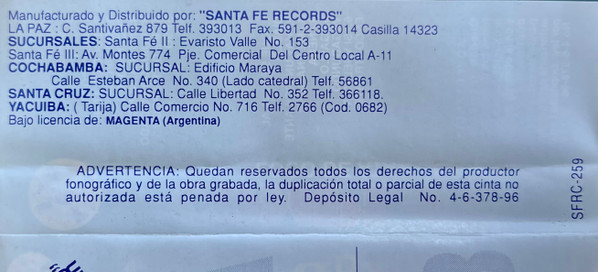 Manufacturado y Distribuido por: "SANTA FE RECORDS"
LA PAZ : C. Santivañez 879 Telf. 393013 Fax. 591-2-393014 Casilla 14323
SUCURSALES: Santa Fé II : Evaristo Valle No. 153
Santa Fé III: Av. Montes 774 Pje. Comercial Del Centro Local A-11
COCHABAMBA: SUCURSAL: Edificio Maraya
Calle Esteban Arce No. 340 (Lado catedral) Telf. 56861
SANTA CRUZ: SUCURSAL: Calle Libertad No. 352 Telf. 366118.
YACUIBA: ( Tarija) Calle Comercio No. 716 Telf. 2766 (Cod. 0682)
Bajo licencia de: MAGENTA (Argentina)
ADVERTENCIA: Quedan reservados todos los derechos del productor
fonográfico y de la obra grabada, la duplicación total o parcial de esta cinta no
autorizada está penada por ley. Depósito Legal No. 4-6-378-96
SFRC-259